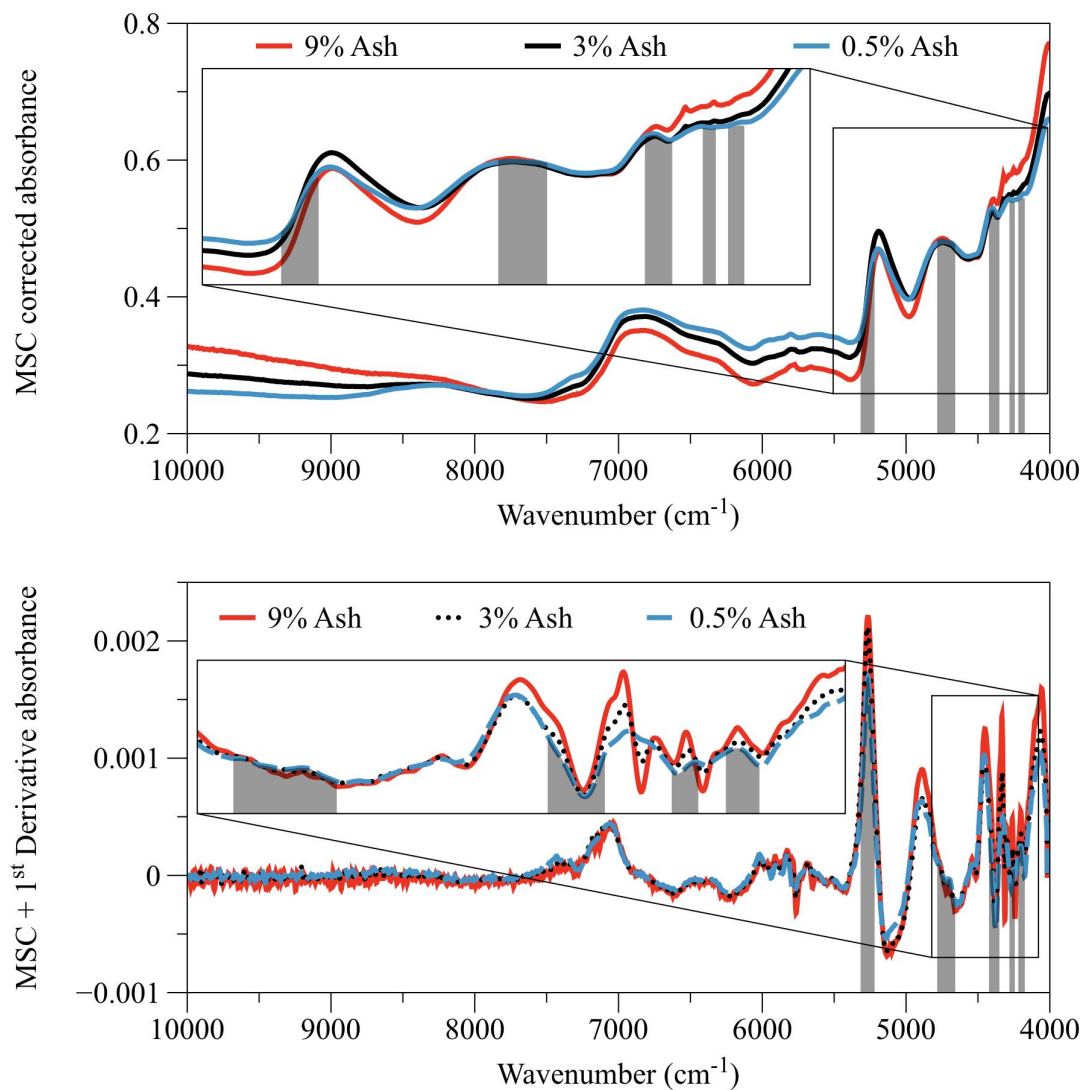 0.8
9% Ash 3% Ash 0.5% Ash
MSC corrected absorbance
0.6
0.4
0.2
10000 9000 8000 7000 6000 5000 4000
Wavenumber (cm⁻¹)
9% Ash 3% Ash 0.5% Ash
MSC + 1ˢᵗ Derivative absorbance
0.002
0.001
0
−0.001
10000 9000 8000 7000 6000 5000 4000
Wavenumber (cm⁻¹)